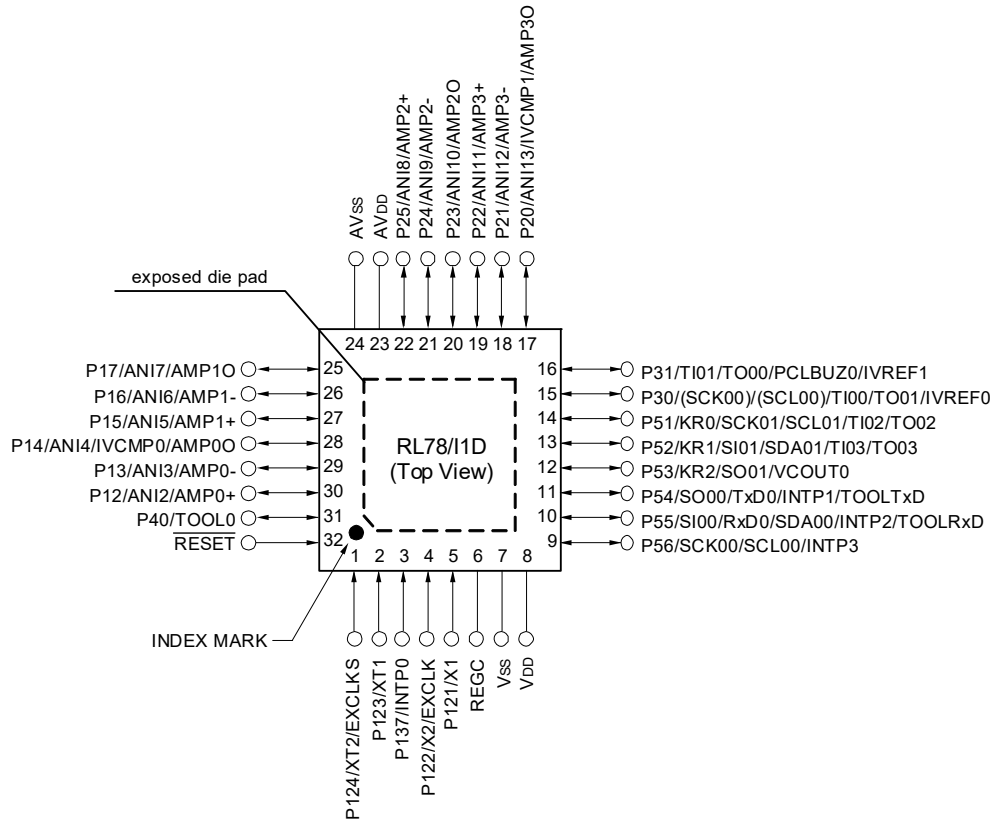 P25/ANI8/AMP2+
P24/ANI9/AMP2-
P23/ANI10/AMP2O
P22/ANI11/AMP3+
P21/ANI12/AMP3-
P20/ANI13/IVCMP1/AMP3O
AVSS
AVDD
exposed die pad
24 23 22 21 20 19 18 17
P17/ANI7/AMP1O 25
P16/ANI6/AMP1- 26
P15/ANI5/AMP1+ 27
P14/ANI4/IVCMP0/AMP0O 28
P13/ANI3/AMP0- 29
P12/ANI2/AMP0+ 30
P40/TOOL0 31
RESET 32
RL78/I1D
(Top View)
16 P31/TI01/TO00/PCLBUZ0/IVREF1
15 P30/(SCK00)/(SCL00)/TI00/TO01/IVREF0
14 P51/KR0/SCK01/SCL01/TI02/TO02
13 P52/KR1/SI01/SDA01/TI03/TO03
12 P53/KR2/SO01/VCOUT0
11 P54/SO00/TxD0/INTP1/TOOLTxD
10 P55/SI00/RxD0/SDA00/INTP2/TOOLRxD
9 P56/SCK00/SCL00/INTP3
1 2 3 4 5 6 7 8
INDEX MARK
P124/XT2/EXCLKS
P123/XT1
P137/INTP0
P122/X2/EXCLK
P121/X1
REGC
VSS
VDD